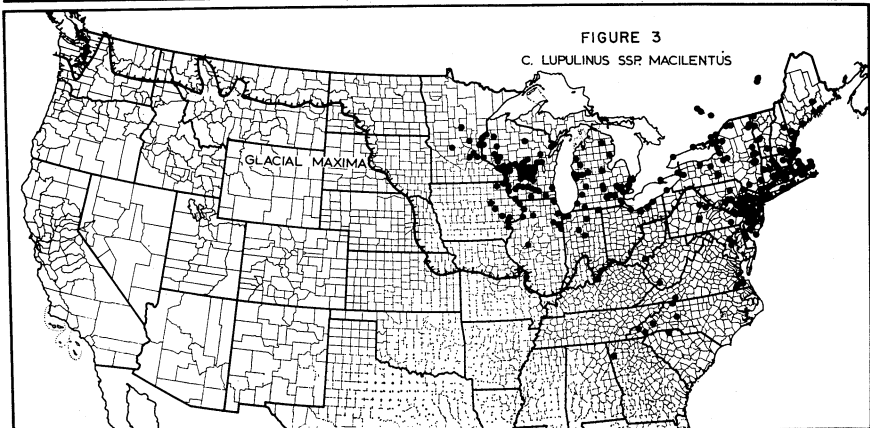 FIGURE 3
C. LUPULINUS SSP. MACILENTUS
GLACIAL MAXIMA